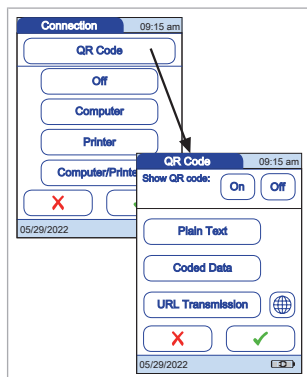 Connection 09:15 am
QR Code
Off
Computer
Printer
Computer/Printe
05/29/2022
QR Code 09:15 am
Show QR code: On Off
Plain Text
Coded Data
URL Transmission
05/29/2022